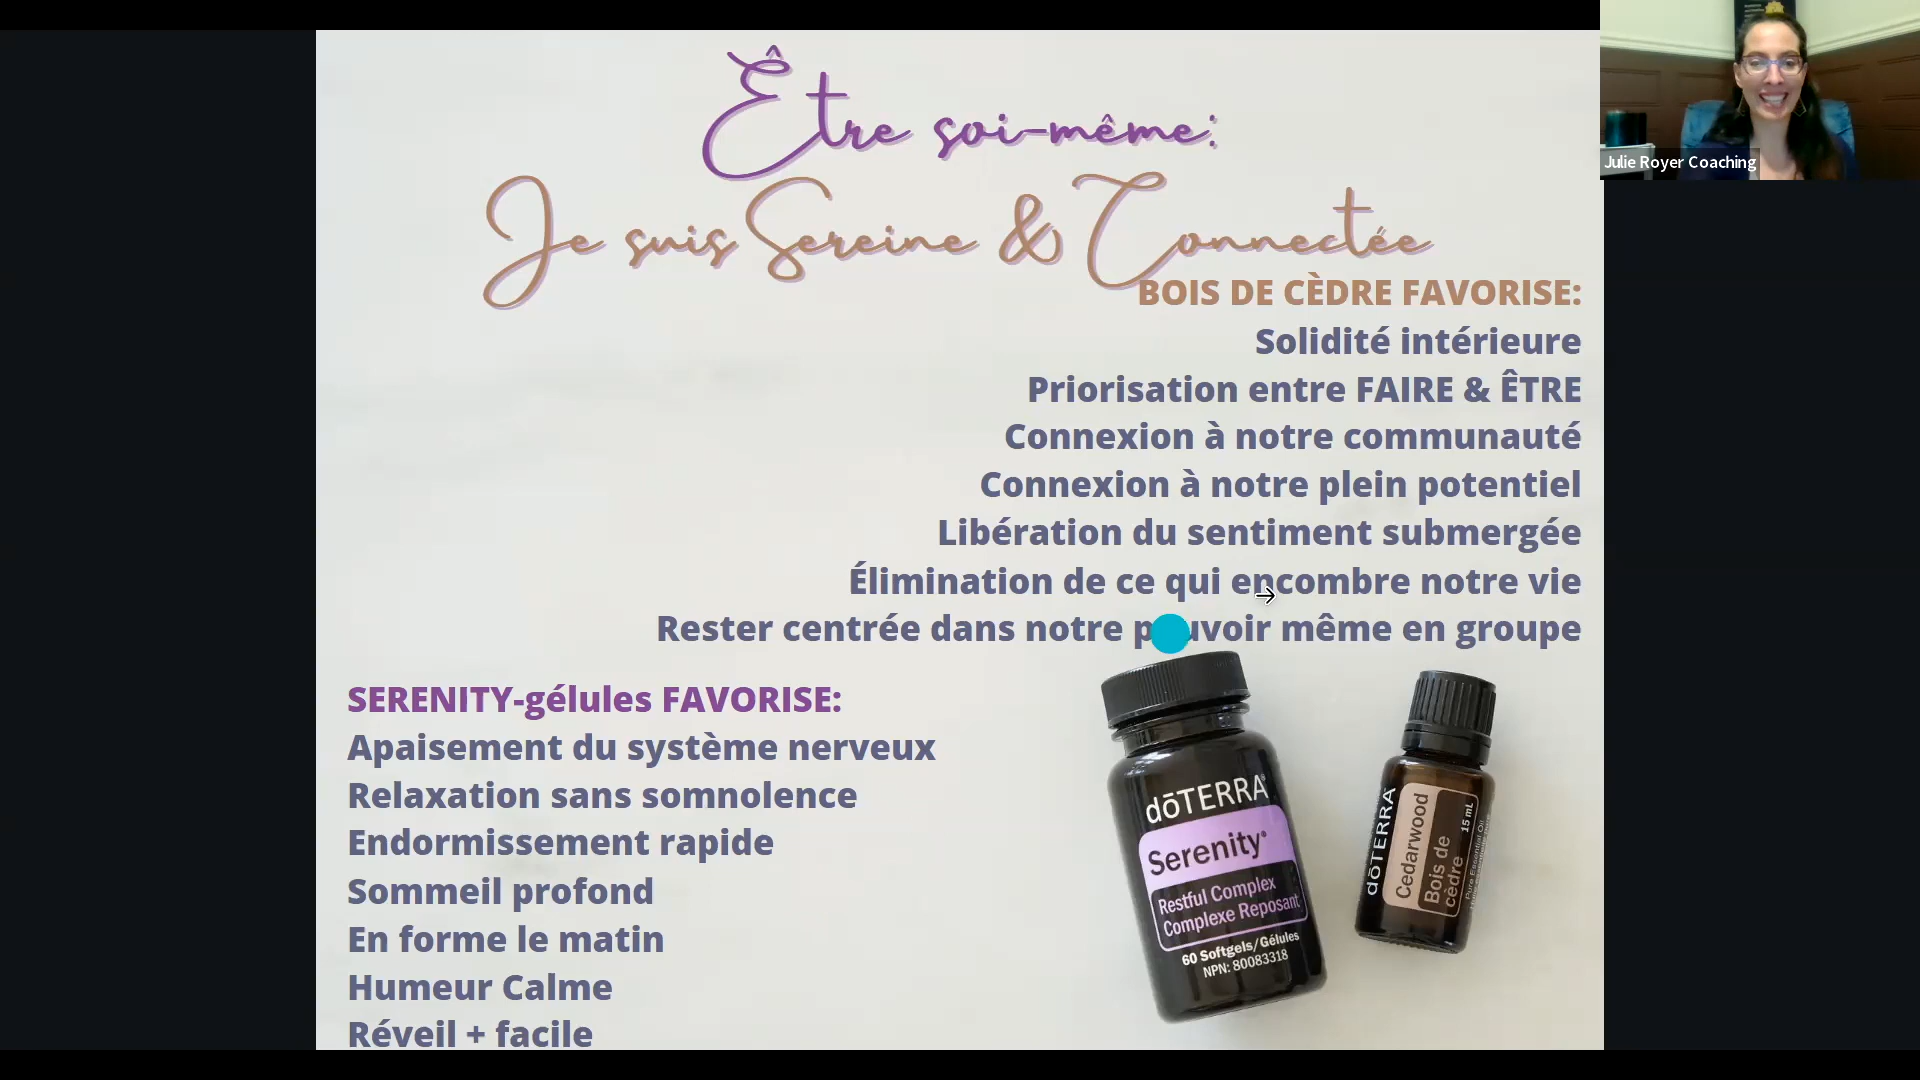 Être soi-même:
Je suis Sereine & Connectée
Julie Royer Coaching
BOIS DE CÈDRE FAVORISE:
Solidité intérieure
Priorisation entre FAIRE & ÊTRE
Connexion à notre communauté
Connexion à notre plein potentiel
Libération du sentiment submergée
Élimination de ce qui encombre notre vie
Rester centrée dans notre pouvoir même en groupe
SERENITY-gélules FAVORISE:
Apaisement du système nerveux
Relaxation sans somnolence
Endormissement rapide
Sommeil profond
En forme le matin
Humeur Calme
Réveil + facile
dōTERRA
Serenity
Restful Complex
Complexe Reposant
60 Softgels/Gélules
NPN: 80083318
dōTERRA
Cedarwood
Bois de
cèdre
15 mL
Pure Essential Oil